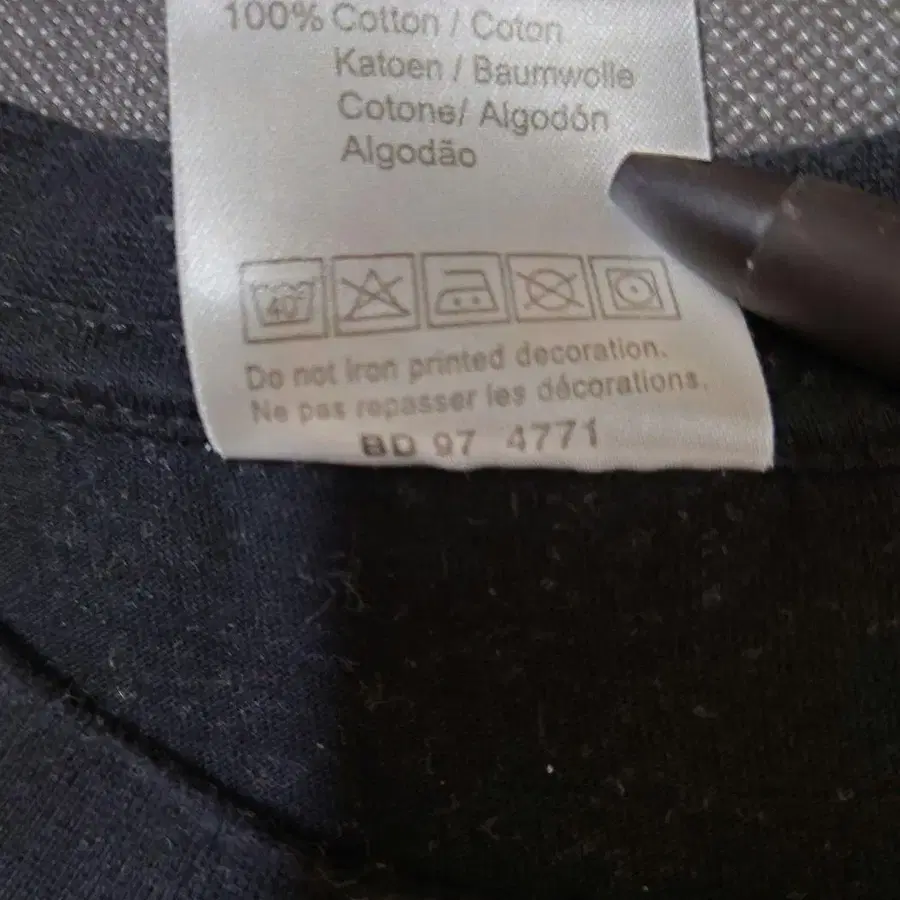 100% Cotton / Coton
Katoen / Baumwolle
Cotone/ Algodón
Algodão
40°
Do not iron printed decoration.
Ne pas repasser les décorations.
BD 97 4771